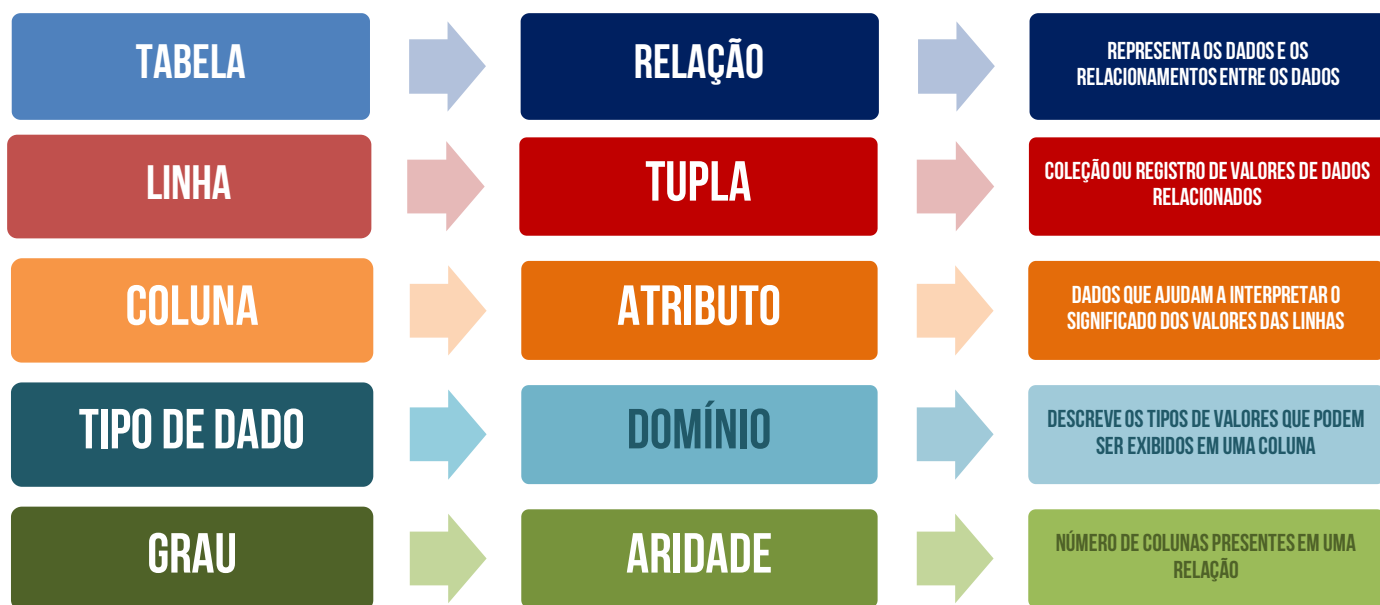 TABELA
RELAÇÃO
REPRESENTA OS DADOS E OS
RELACIONAMENTOS ENTRE OS DADOS
LINHA
TUPLA
COLEÇÃO OU REGISTRO DE VALORES DE DADOS
RELACIONADOS
COLUNA
ATRIBUTO
DADOS QUE AJUDAM A INTERPRETAR O
SIGNIFICADO DOS VALORES DAS LINHAS
TIPO DE DADO
DOMÍNIO
DESCREVE OS TIPOS DE VALORES QUE PODEM
SER EXIBIDOS EM UMA COLUNA
GRAU
ARIDADE
NÚMERO DE COLUNAS PRESENTES EM UMA
RELAÇÃO